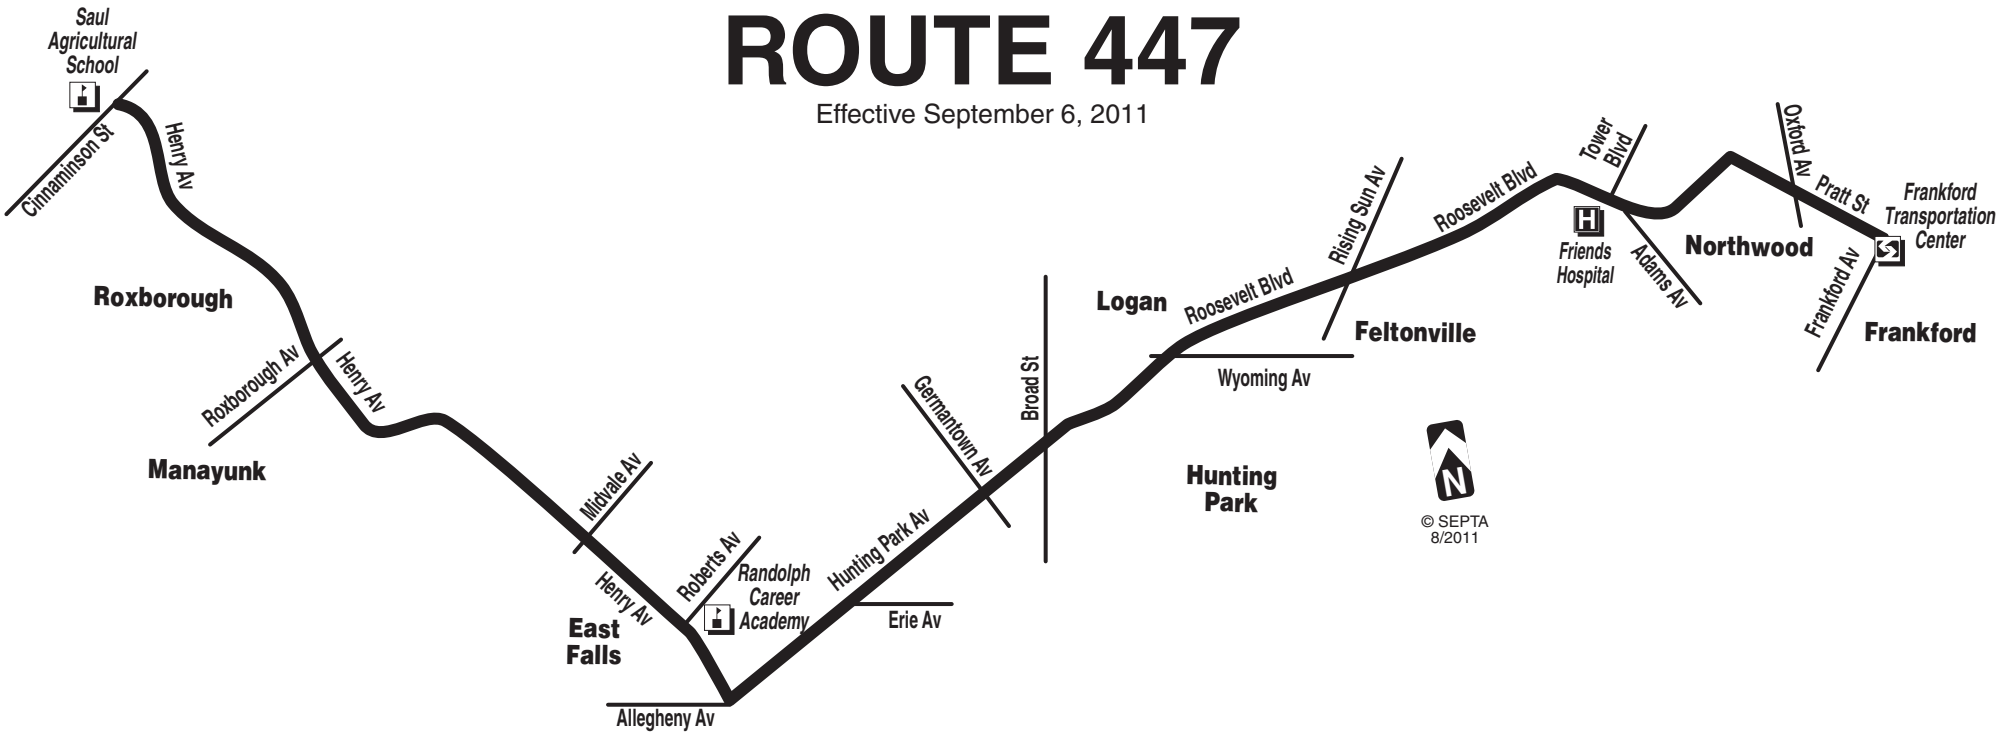 ROUTE 447
Effective September 6, 2011
Saul
Agricultural
School
Cinnaminson St
Henry Av
Roxborough
Roxborough Av
Henry Av
Manayunk
Midvale Av
Henry Av
Roberts Av
Randolph
Career
Academy
East
Falls
Allegheny Av
Erie Av
Hunting Park Av
Germantown Av
Broad St
Logan
Roosevelt Blvd
Wyoming Av
Hunting
Park
Rising Sun Av
Feltonville
Roosevelt Blvd
Tower
Blvd
H
Friends
Hospital
Adams Av
Northwood
Oxford Av
Pratt St
Frankford
Transportation
Center
Frankford Av
Frankford
N
© SEPTA
8/2011